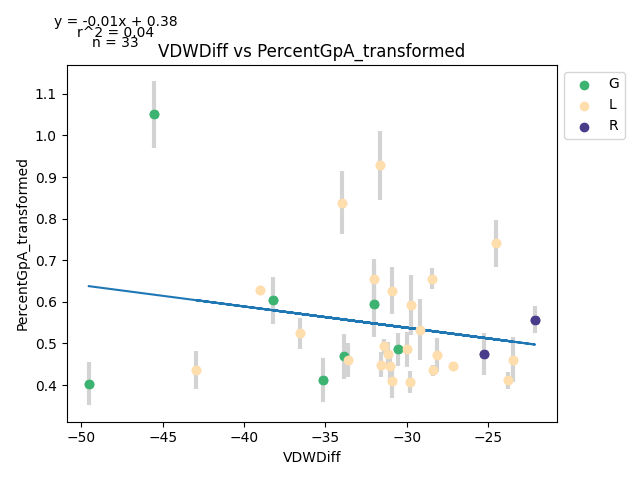 y = -0.01x + 0.38
r^2 = 0.04
n = 33
VDWDiff vs PercentGpA_transformed
G
L
R
PercentGpA_transformed
1.1
1.0
0.9
0.8
0.7
0.6
0.5
0.4
−50
−45
−40
−35
−30
−25
VDWDiff